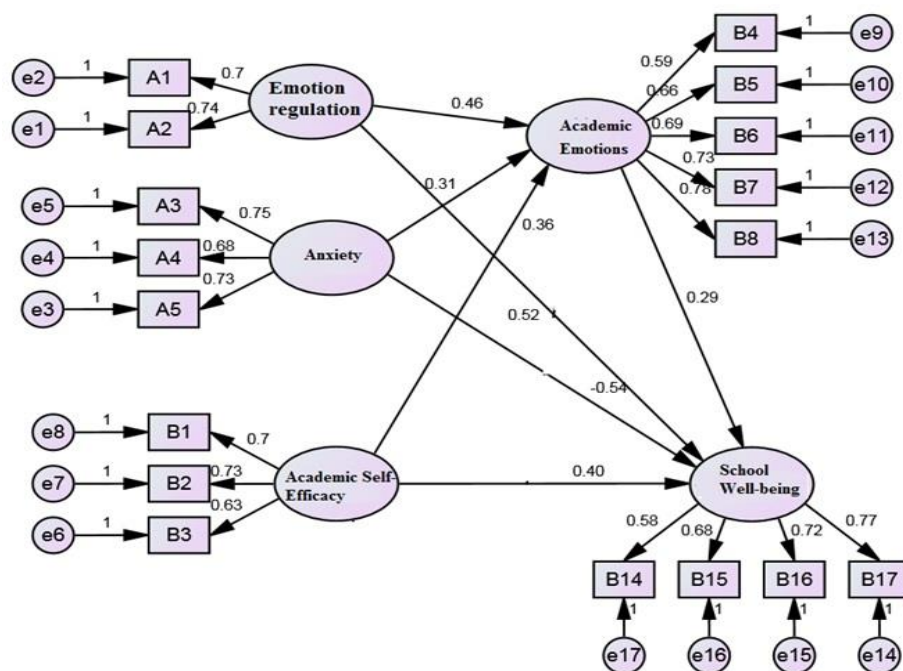 e2
1
A1
0.7
Emotion
regulation
e1
1
A2
0.74
0.46
Academic
Emotions
0.59
B4
1
e9
0.66
B5
1
e10
0.69
B6
1
e11
0.73
B7
1
e12
0.78
B8
1
e13
e5
1
A3
0.75
e4
1
A4
0.68
Anxiety
e3
1
A5
0.73
0.31
0.36
0.52
-0.54
0.29
e8
1
B1
0.7
e7
1
B2
0.73
Academic Self-
Efficacy
e6
1
B3
0.63
0.40
School
Well-being
0.58
0.68
0.72
0.77
B14
B15
B16
B17
1
1
1
1
e17
e16
e15
e14